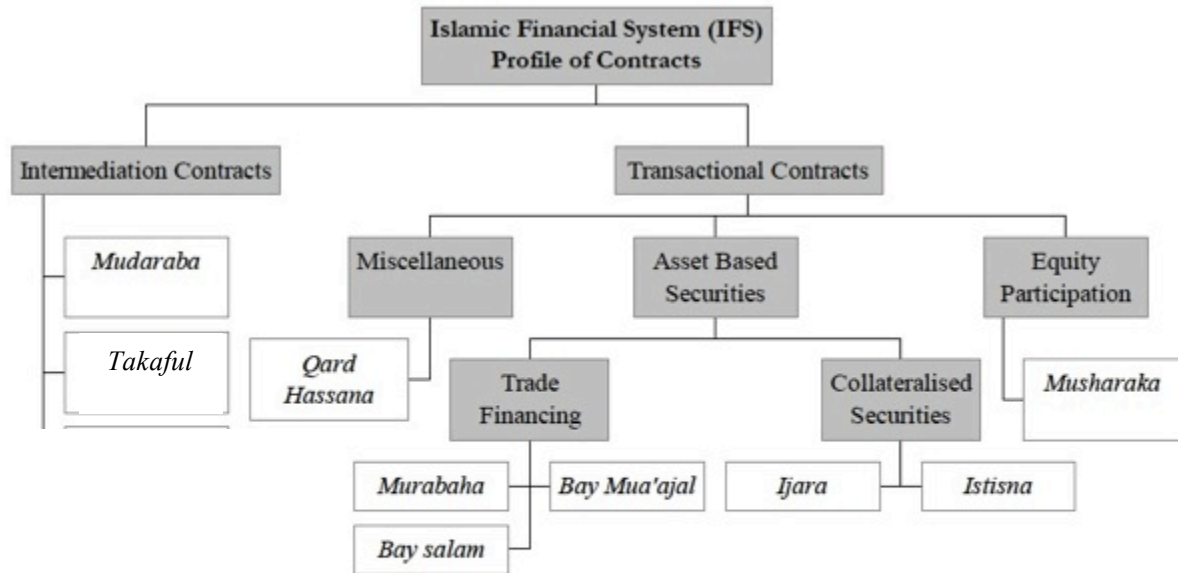 Islamic Financial System (IFS)
Profile of Contracts
Intermediation Contracts
Transactional Contracts
Mudaraba
Takaful
Miscellaneous
Asset Based
Securities
Equity
Participation
Qard
Hassana
Trade
Financing
Collateralised
Securities
Musharaka
Murabaha
Bay Mua'ajal
Ijara
Istisna
Bay salam